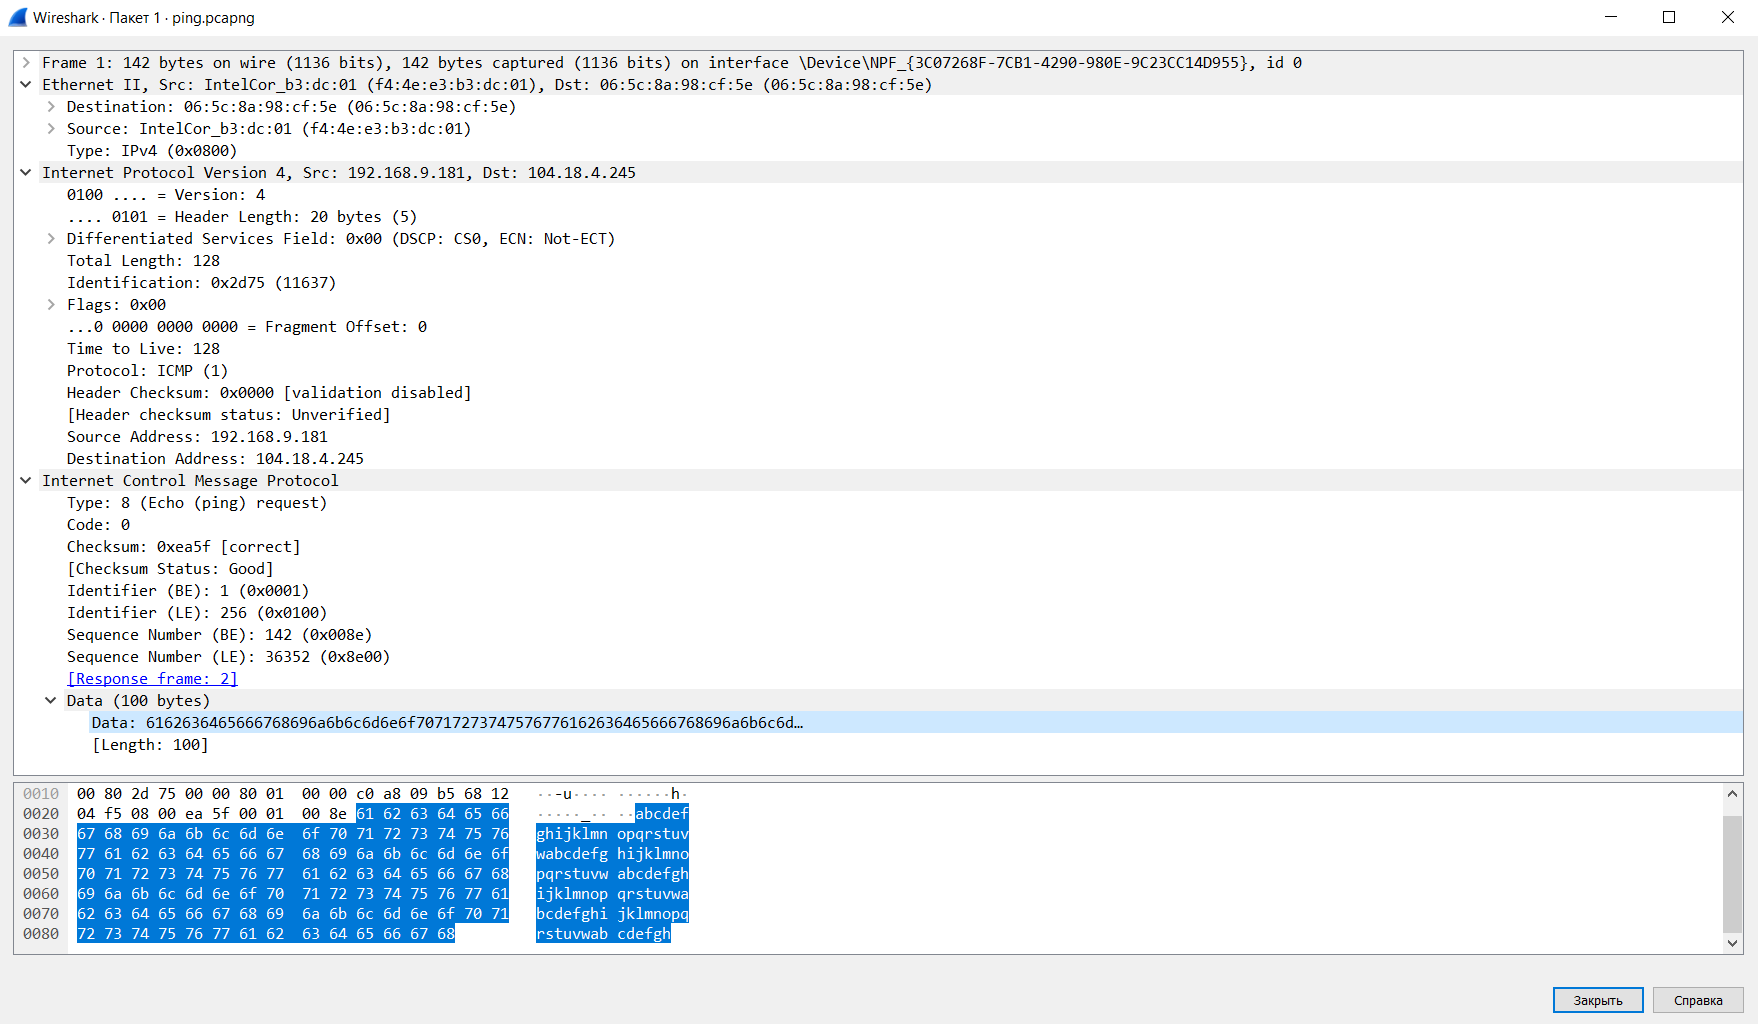 Wireshark · Пакет 1 · ping.pcapng
Frame 1: 142 bytes on wire (1136 bits), 142 bytes captured (1136 bits) on interface \Device\NPF_{3C07268F-7CB1-4290-980E-9C23CC14D955}, id 0
Ethernet II, Src: IntelCor_b3:dc:01 (f4:4e:e3:b3:dc:01), Dst: 06:5c:8a:98:cf:5e (06:5c:8a:98:cf:5e)
Destination: 06:5c:8a:98:cf:5e (06:5c:8a:98:cf:5e)
Source: IntelCor_b3:dc:01 (f4:4e:e3:b3:dc:01)
Type: IPv4 (0x0800)
Internet Protocol Version 4, Src: 192.168.9.181, Dst: 104.18.4.245
0100 .... = Version: 4
.... 0101 = Header Length: 20 bytes (5)
Differentiated Services Field: 0x00 (DSCP: CS0, ECN: Not-ECT)
Total Length: 128
Identification: 0x2d75 (11637)
Flags: 0x00
...0 0000 0000 0000 = Fragment Offset: 0
Time to Live: 128
Protocol: ICMP (1)
Header Checksum: 0x0000 [validation disabled]
[Header checksum status: Unverified]
Source Address: 192.168.9.181
Destination Address: 104.18.4.245
Internet Control Message Protocol
Type: 8 (Echo (ping) request)
Code: 0
Checksum: 0xea5f [correct]
[Checksum Status: Good]
Identifier (BE): 1 (0x0001)
Identifier (LE): 256 (0x0100)
Sequence Number (BE): 142 (0x008e)
Sequence Number (LE): 36352 (0x8e00)
[Response frame: 2]
Data (100 bytes)
Data: 6162636465666768696a6b6c6d6e6f7071727374757677616263646566676869​6a6b6c6d…
[Length: 100]
0010 00 80 2d 75 00 00 80 01 00 00 c0 a8 09 b5 68 12 ··-u···· ······h·
0020 04 f5 08 00 ea 5f 00 01 00 8e 61 62 63 64 65 66 ·····_·· ··abcdef
0030 67 68 69 6a 6b 6c 6d 6e 6f 70 71 72 73 74 75 76 ghijklmn opqrstuv
0040 77 61 62 63 64 65 66 67 68 69 6a 6b 6c 6d 6e 6f wabcdefg hijklmno
0050 70 71 72 73 74 75 76 77 61 62 63 64 65 66 67 68 pqrstuvw abcdefgh
0060 69 6a 6b 6c 6d 6e 6f 70 71 72 73 74 75 76 77 61 ijklmnop qrstuvwa
0070 62 63 64 65 66 67 68 69 6a 6b 6c 6d 6e 6f 70 71 bcdefghi jklmnopq
0080 72 73 74 75 76 77 61 62 63 64 65 66 67 68 rstuvwab cdefgh
Закрыть Справка